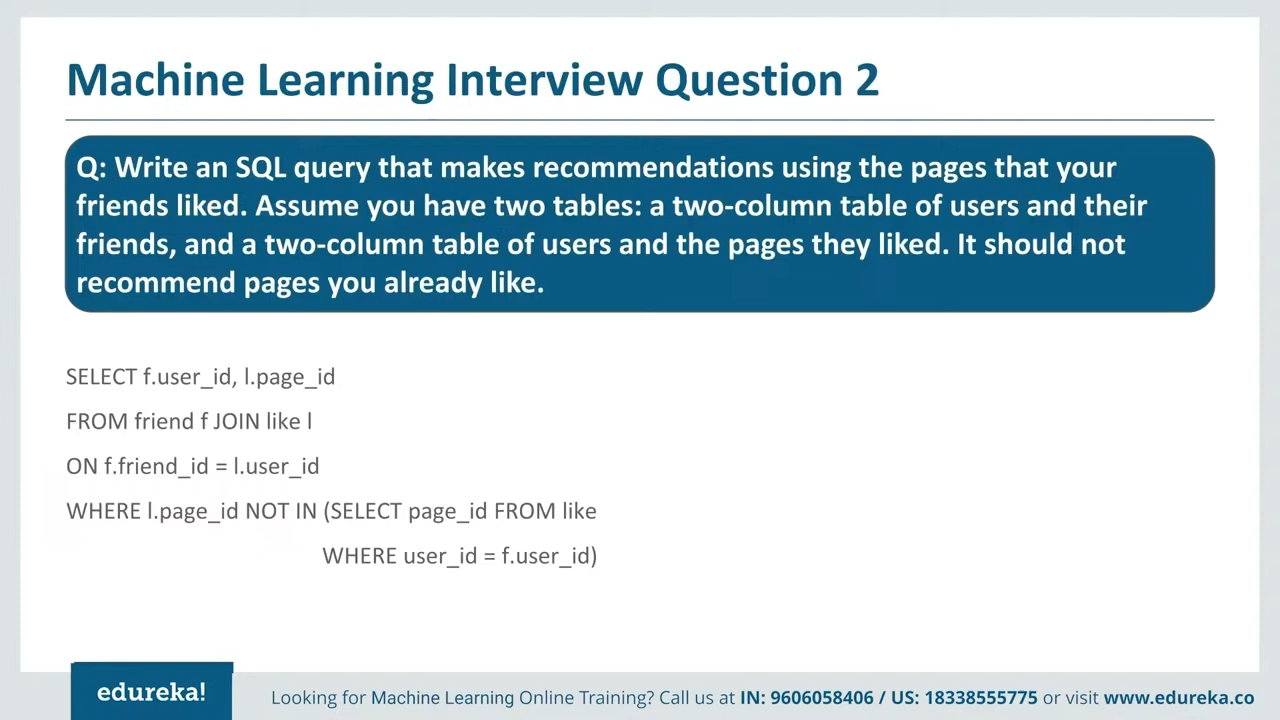 Machine Learning Interview Question 2
Q: Write an SQL query that makes recommendations using the pages that your
friends liked. Assume you have two tables: a two-column table of users and their
friends, and a two-column table of users and the pages they liked. It should not
recommend pages you already like.
SELECT f.user_id, l.page_id
FROM friend f JOIN like l
ON f.friend_id = l.user_id
WHERE l.page_id NOT IN (SELECT page_id FROM like
WHERE user_id = f.user_id)
edureka!
Looking for Machine Learning Online Training? Call us at IN: 9606058406 / US: 18338555775 or visit www.edureka.co